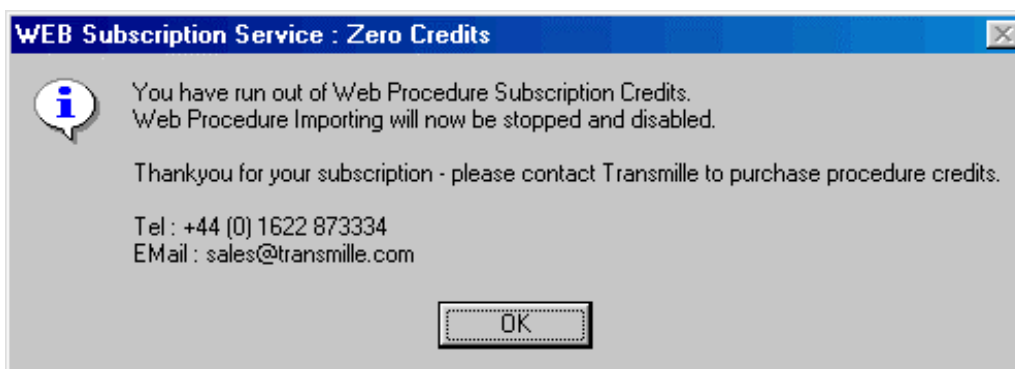 WEB Subscription Service : Zero Credits
You have run out of Web Procedure Subscription Credits.
Web Procedure Importing will now be stopped and disabled.
Thankyou for your subscription - please contact Transmille to purchase procedure credits.
Tel : +44 (0) 1622 873334
EMail : sales@transmille.com
OK